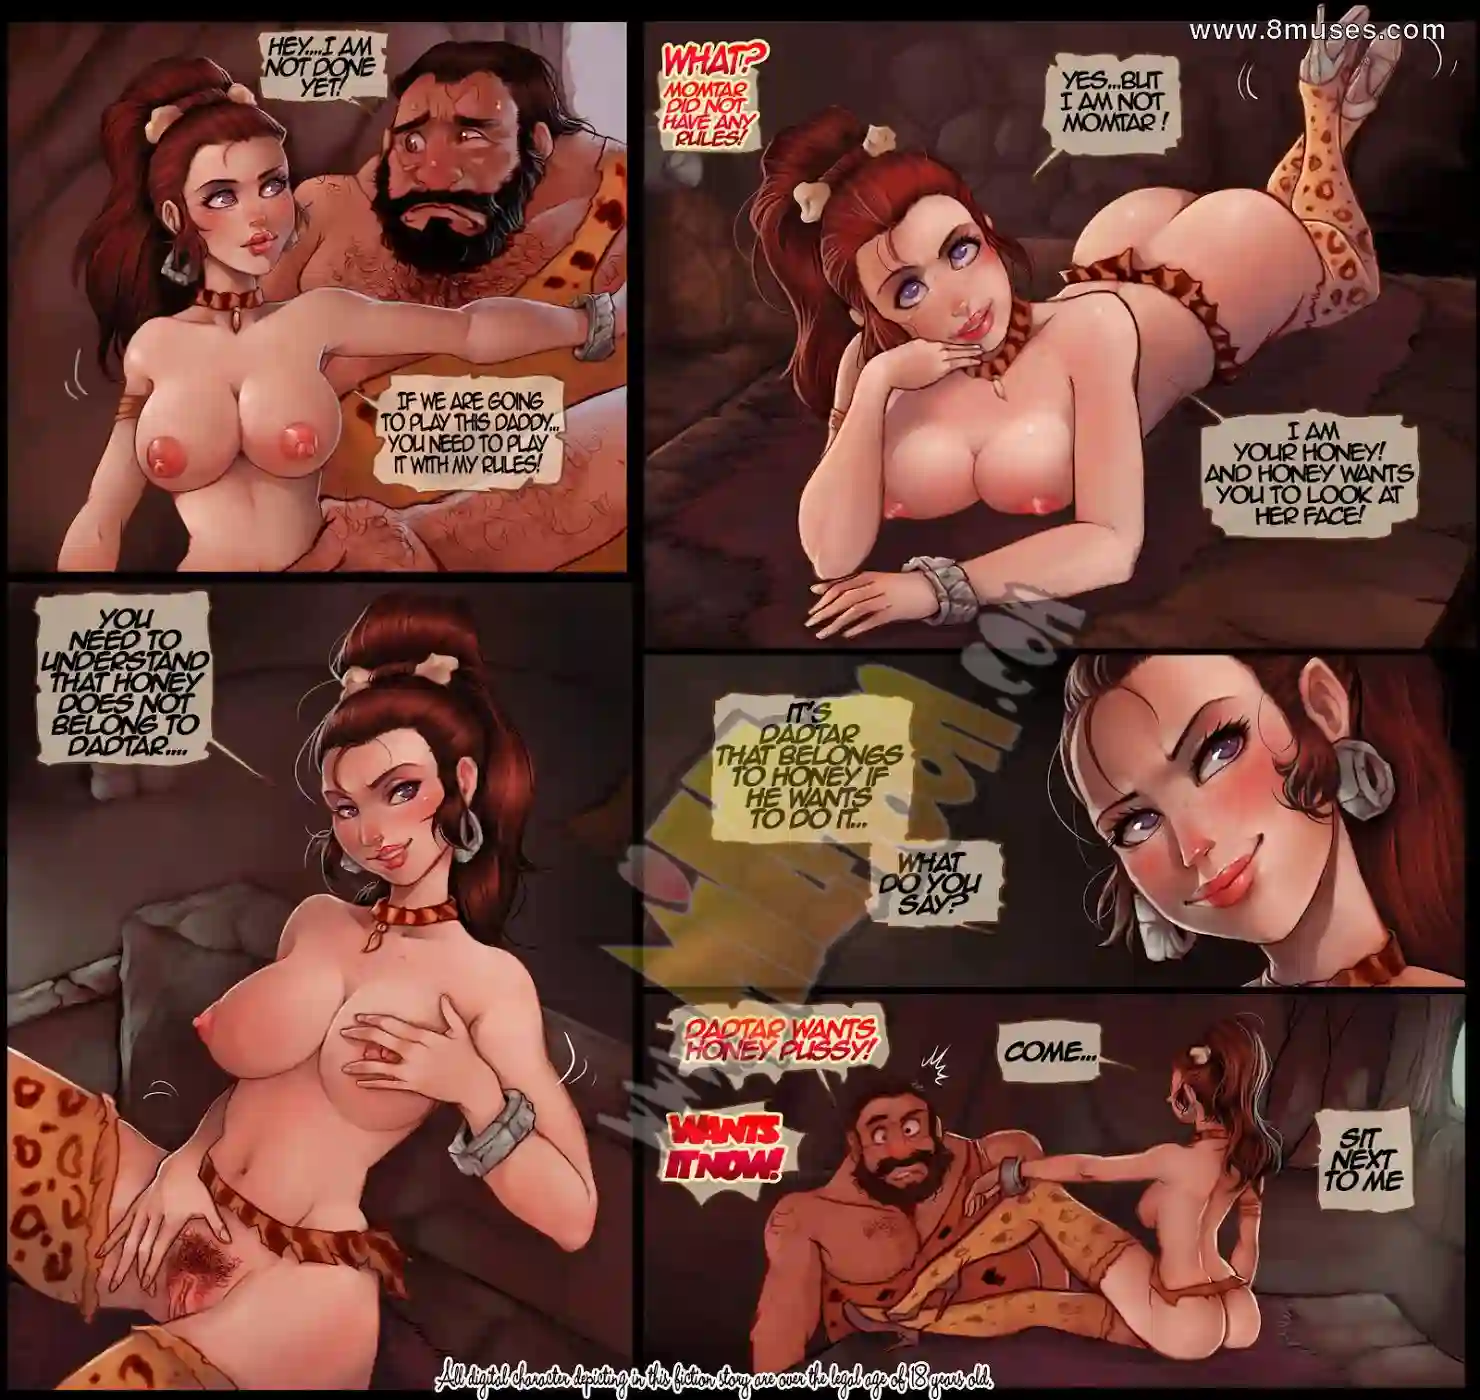 www.8muses.com
HEY....I AM
NOT DONE
YET!
IF WE ARE GOING
TO PLAY THIS DADDY...
YOU NEED TO PLAY
IT WITH MY RULES!
WHAT?
MOMTAR
DID NOT
HAVE ANY
RULES!
YES...BUT
I AM NOT
MOMTAR!
I AM
YOUR HONEY!
AND HONEY WANTS
YOU TO LOOK AT
HER FACE!
YOU
NEED TO
UNDERSTAND
THAT HONEY
DOES NOT
BELONG TO
DADTAR....
IT'S
DADTAR
THAT BELONGS
TO HONEY IF
HE WANTS
TO DO IT...
WHAT
DO YOU
SAY?
DADTAR WANTS
HONEY PUSSY!
WANTS
IT NOW!
COME...
SIT
NEXT
TO ME
All digital character depicting in this fiction story are over the legal age of 18 years old.